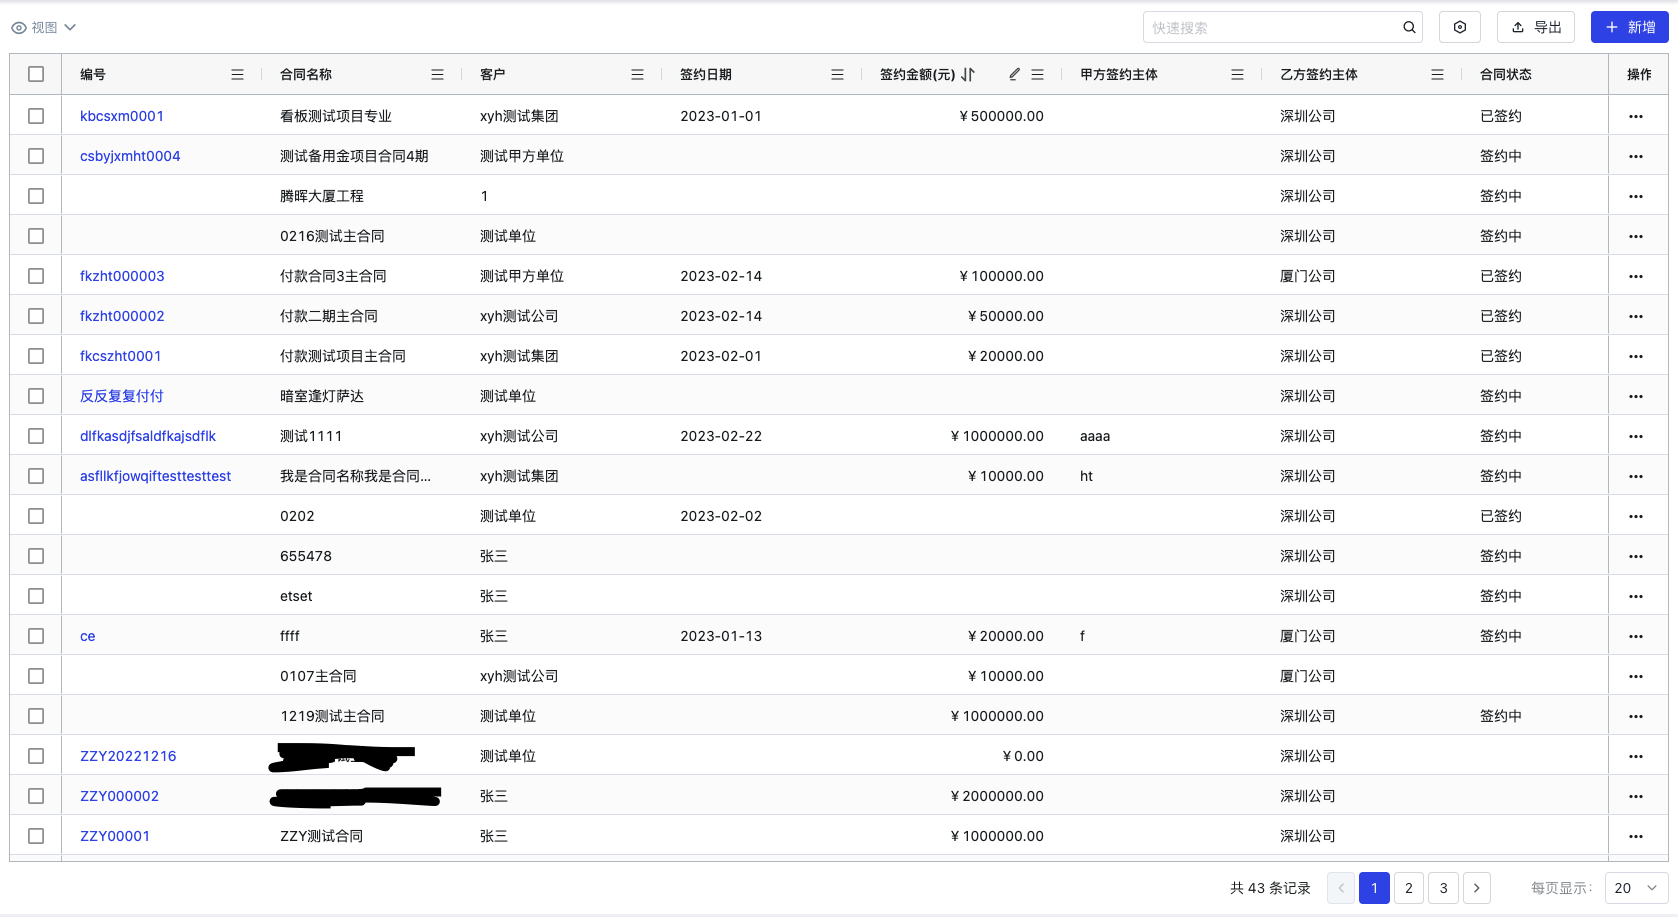 视图 快速搜索 导出 新增
编号 合同名称 客户 签约日期 签约金额(元) 甲方签约主体 乙方签约主体 合同状态 操作
kbcsxm0001 看板测试项目专业 xyh测试集团 2023-01-01 ¥500000.00 深圳公司 已签约
csbyjxmht0004 测试备用金项目合同4期 测试甲方单位 深圳公司 签约中
腾晖大厦工程 1 深圳公司 签约中
0216测试主合同 测试单位 深圳公司 签约中
fkzht000003 付款合同3主合同 测试甲方单位 2023-02-14 ¥100000.00 厦门公司 已签约
fkzht000002 付款二期主合同 xyh测试公司 2023-02-14 ¥50000.00 深圳公司 已签约
fkcszht0001 付款测试项目主合同 xyh测试集团 2023-02-01 ¥20000.00 深圳公司 已签约
反反复复付付 暗室逢灯萨达 测试单位 深圳公司 签约中
dlfkasdjfsaldfkajsdflk 测试1111 xyh测试公司 2023-02-22 ¥1000000.00 aaaa 深圳公司 签约中
asfllkfjowqiftesttesttest 我是合同名称我是合同... xyh测试集团 ¥10000.00 ht 深圳公司 签约中
0202 测试单位 2023-02-02 深圳公司 已签约
655478 张三 深圳公司 签约中
etset 张三 深圳公司 签约中
ce ffff 张三 2023-01-13 ¥20000.00 f 厦门公司 签约中
0107主合同 xyh测试公司 ¥10000.00 厦门公司
1219测试主合同 测试单位 ¥1000000.00 深圳公司 签约中
ZZY20221216 测试单位 ¥0.00 深圳公司
ZZY000002 张三 ¥2000000.00 深圳公司
ZZY00001 ZZY测试合同 张三 ¥1000000.00 深圳公司
共 43 条记录 1 2 3 每页显示: 20